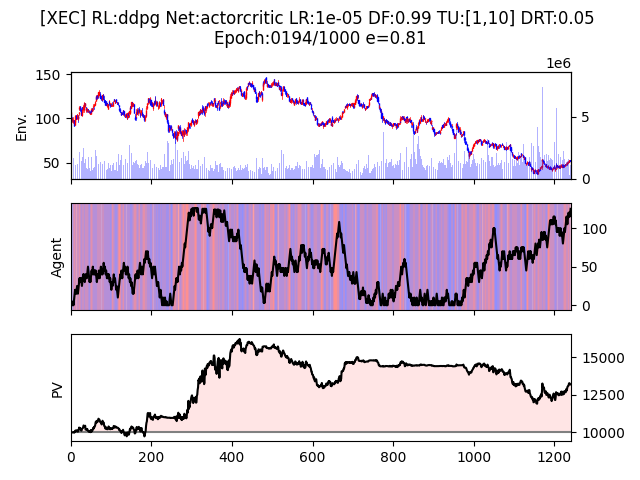 [XEC] RL:ddpg Net:actorcritic LR:1e-05 DF:0.99 TU:[1,10] DRT:0.05
Epoch:0194/1000 e=0.81
1e6
150
100
50
Env.
5
0
Agent
100
50
0
PV
15000
12500
10000
0 200 400 600 800 1000 1200